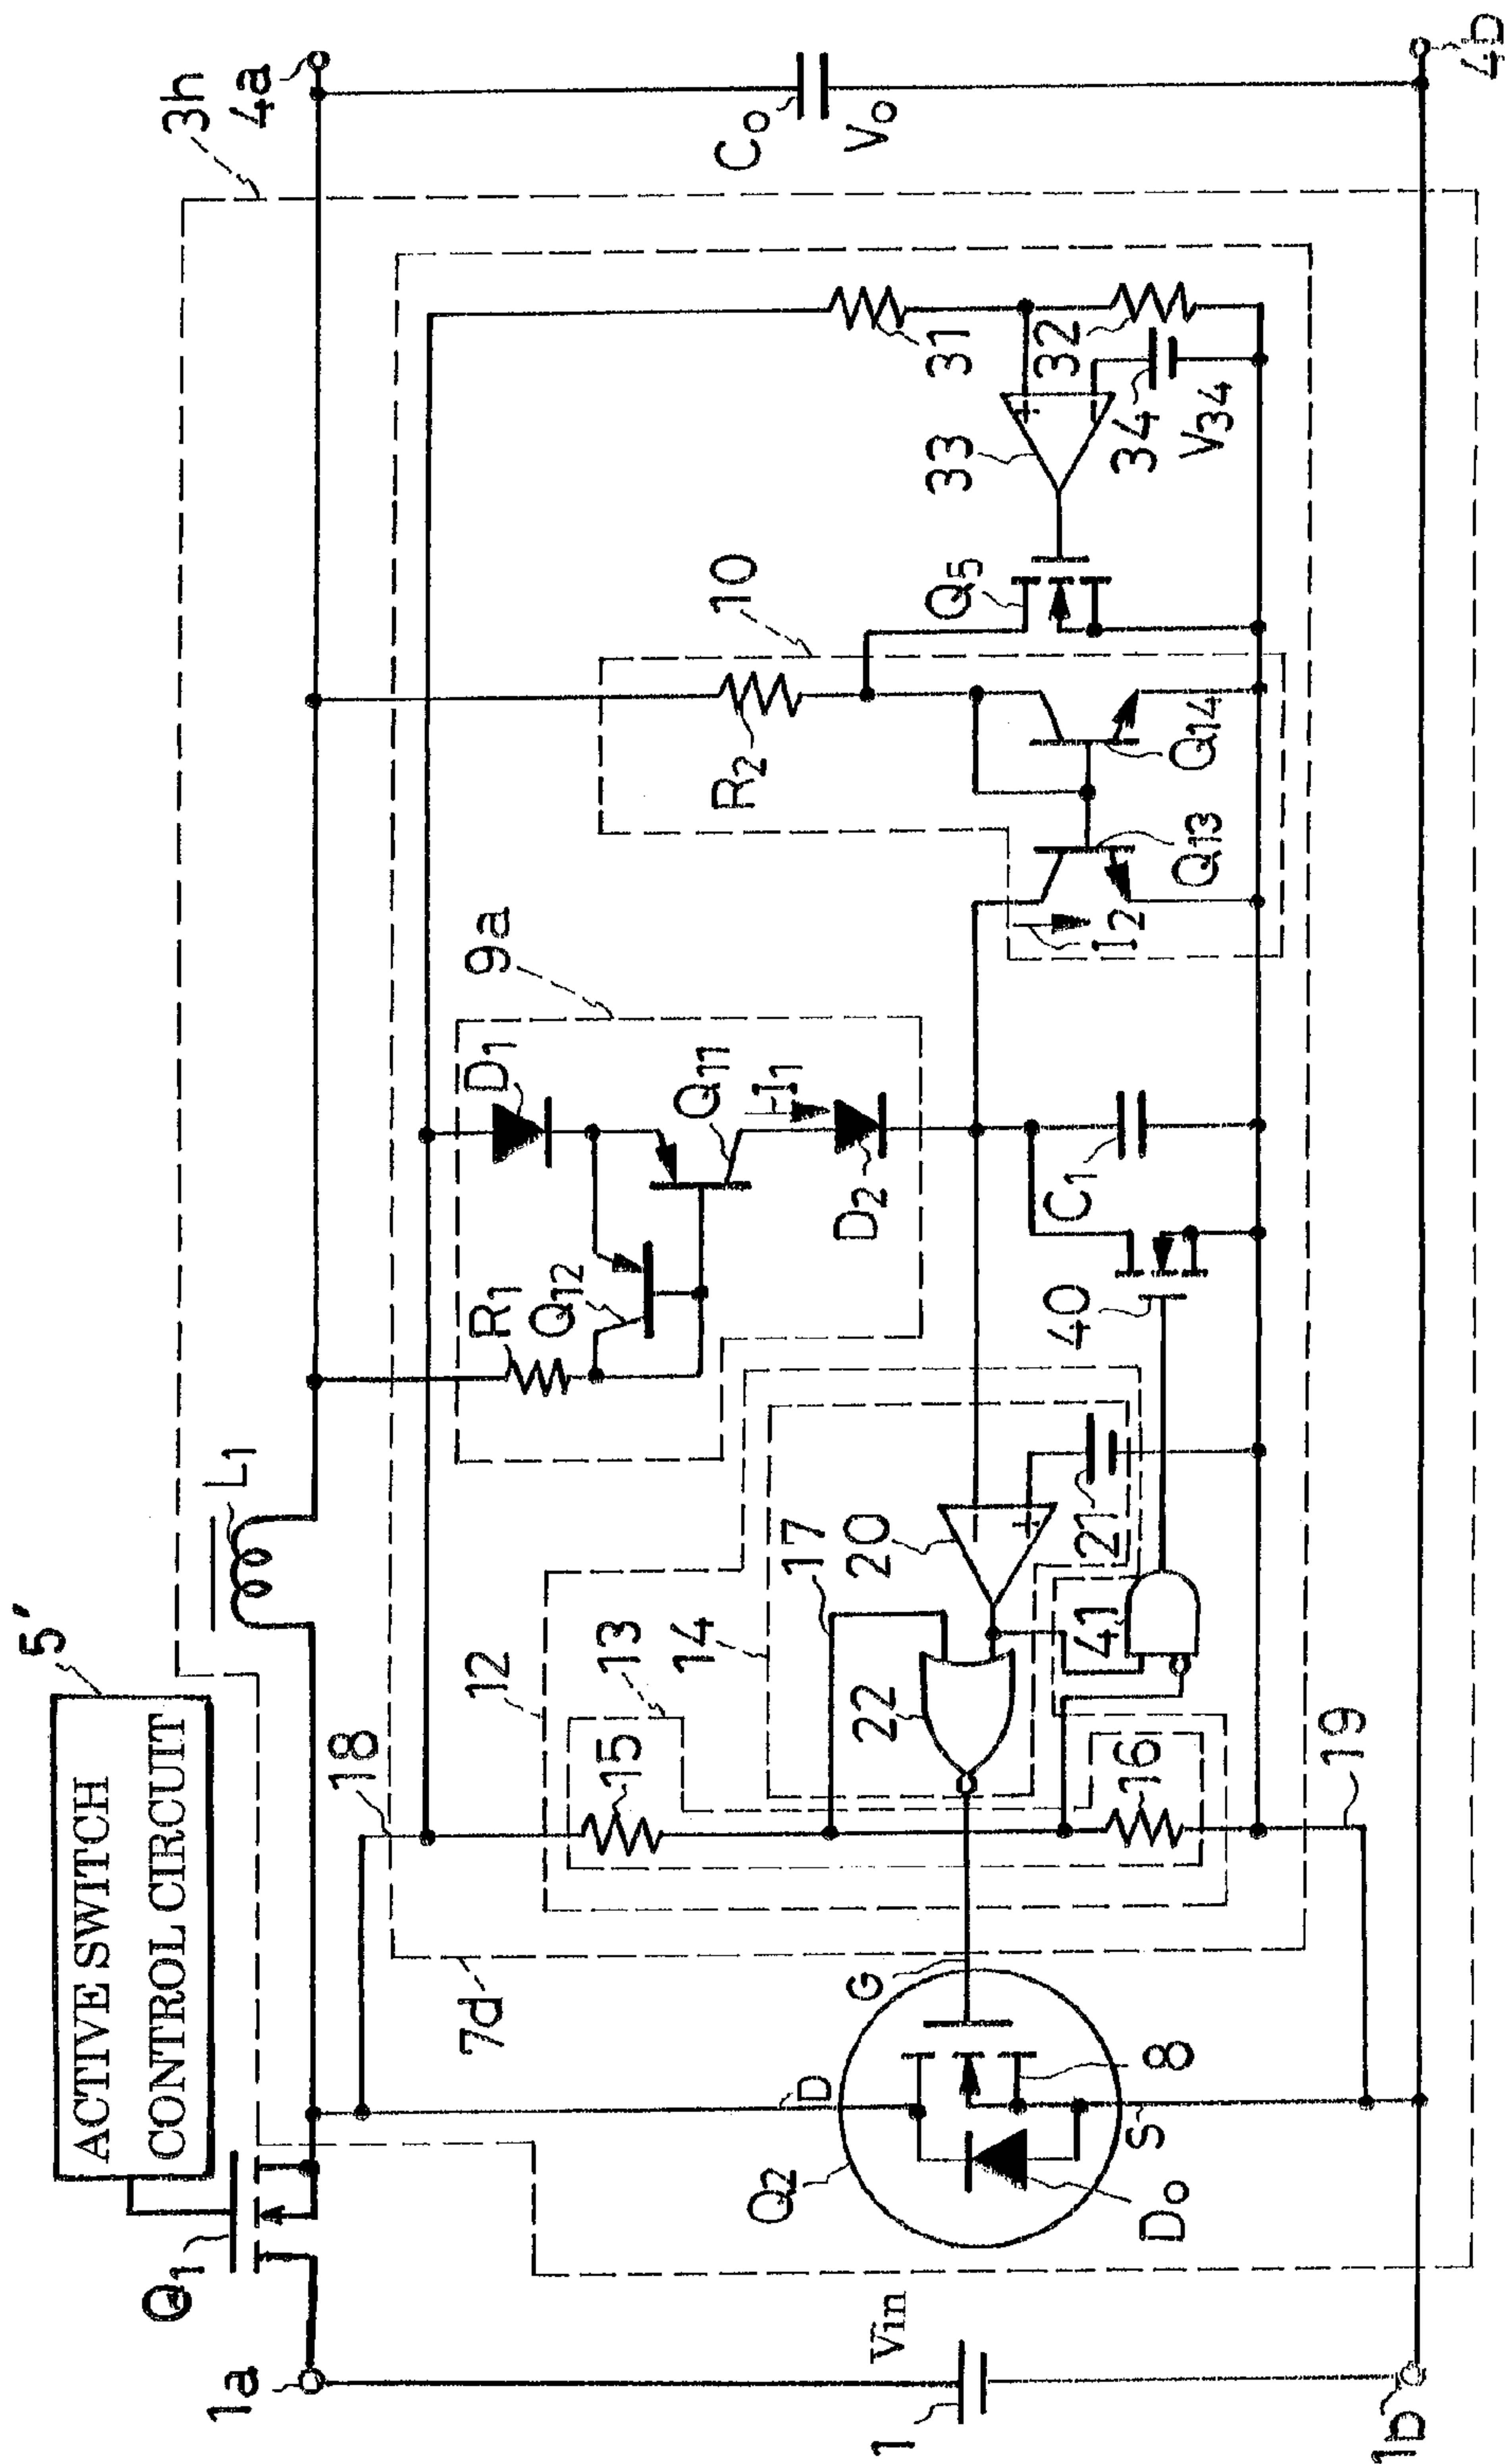 ACTIVE SWITCH
CONTROL CIRCUIT
5′
3h
4a
Q1
1a
L1
18
12
13
14
17
20
22
15
16
19
21
41
40
7d
9a
D1
R1
Q12
Q11
I1
D2
C1
10
R2
Q14
Q13
I2
Q5
31
32
33
34
V34
+
−
+
−
Co
Vo
4b
Q2
Do
D
G
S
8
1
Vin
1b